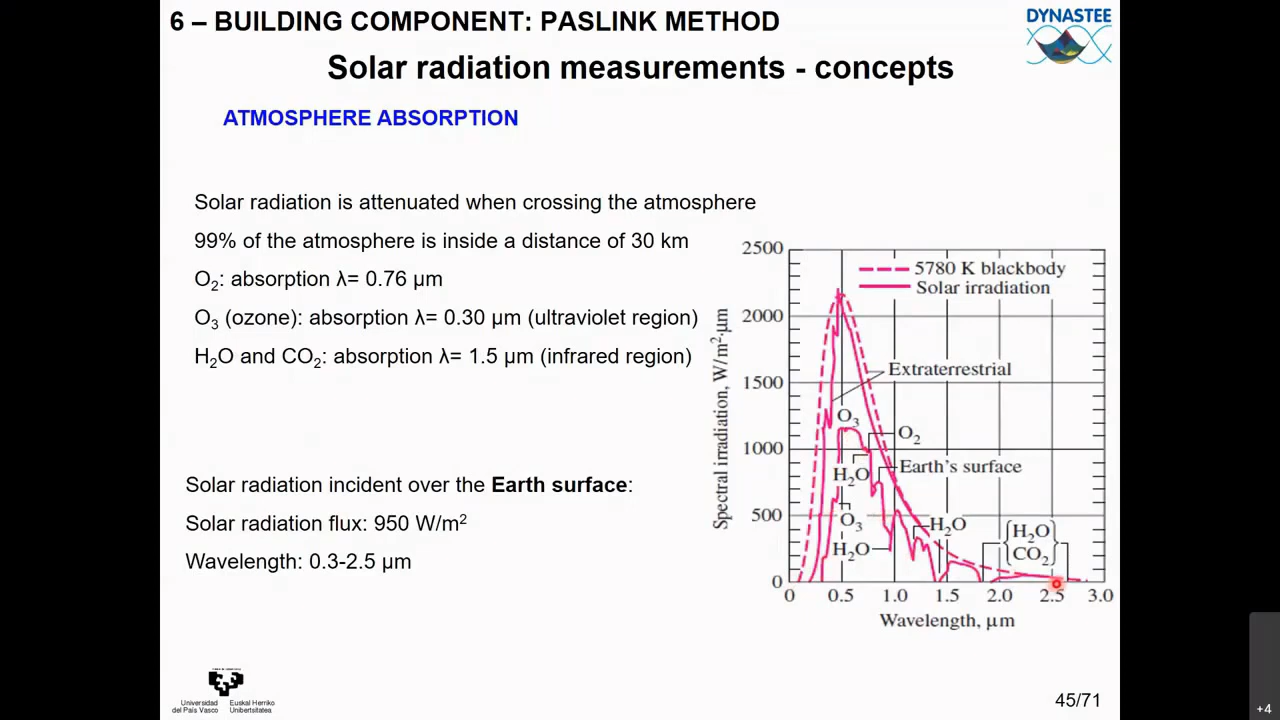 6 – BUILDING COMPONENT: PASLINK METHOD
DYNASTEE
Solar radiation measurements - concepts
ATMOSPHERE ABSORPTION
Solar radiation is attenuated when crossing the atmosphere
99% of the atmosphere is inside a distance of 30 km
O₂: absorption λ= 0.76 μm
O₃ (ozone): absorption λ= 0.30 μm (ultraviolet region)
H₂O and CO₂: absorption λ= 1.5 μm (infrared region)
Solar radiation incident over the Earth surface:
Solar radiation flux: 950 W/m²
Wavelength: 0.3-2.5 μm
2500
2000
1500
1000
500
0
Spectral irradiation, W/m²·μm
5780 K blackbody
Solar irradiation
Extraterrestrial
O₃
O₂
H₂O
Earth's surface
O₃
H₂O
H₂O
H₂O
CO₂
0 0.5 1.0 1.5 2.0 2.5 3.0
Wavelength, μm
Universidad del País Vasco
Euskal Herriko Unibertsitatea
45/71
+4